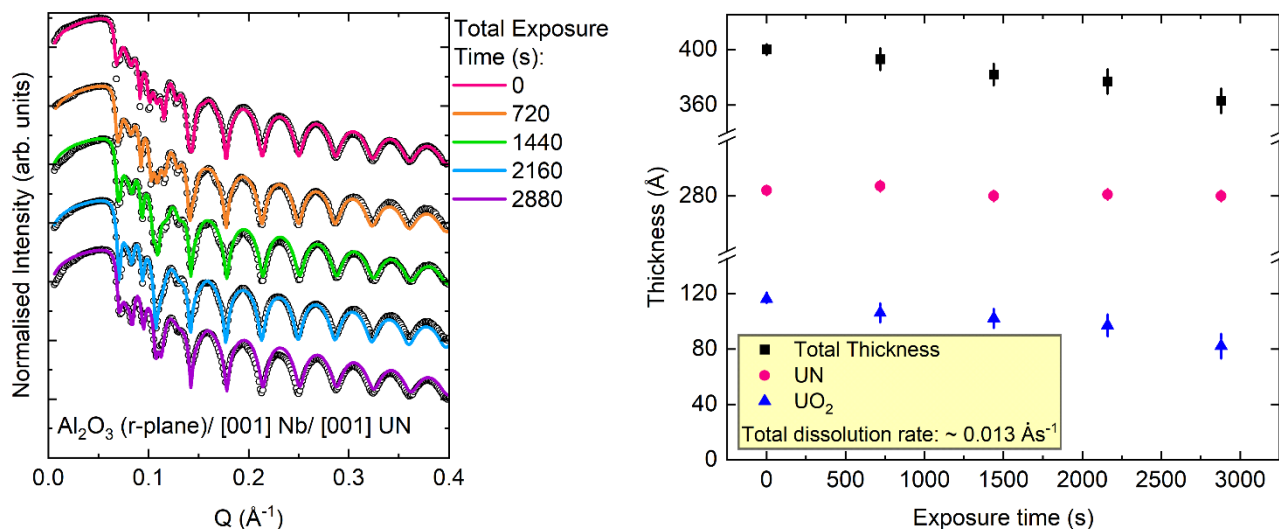 Normalised Intensity (arb. units)
Total Exposure
Time (s):
0
720
1440
2160
2880
Al₂O₃ (r-plane)/ [001] Nb/ [001] UN
0.0 0.1 0.2 0.3 0.4
Q (Å⁻¹)
Thickness (Å)
400
360
280
120
80
40
0
Total Thickness
UN
UO₂
Total dissolution rate: ~ 0.013 Ås⁻¹
0 500 1000 1500 2000 2500 3000
Exposure time (s)